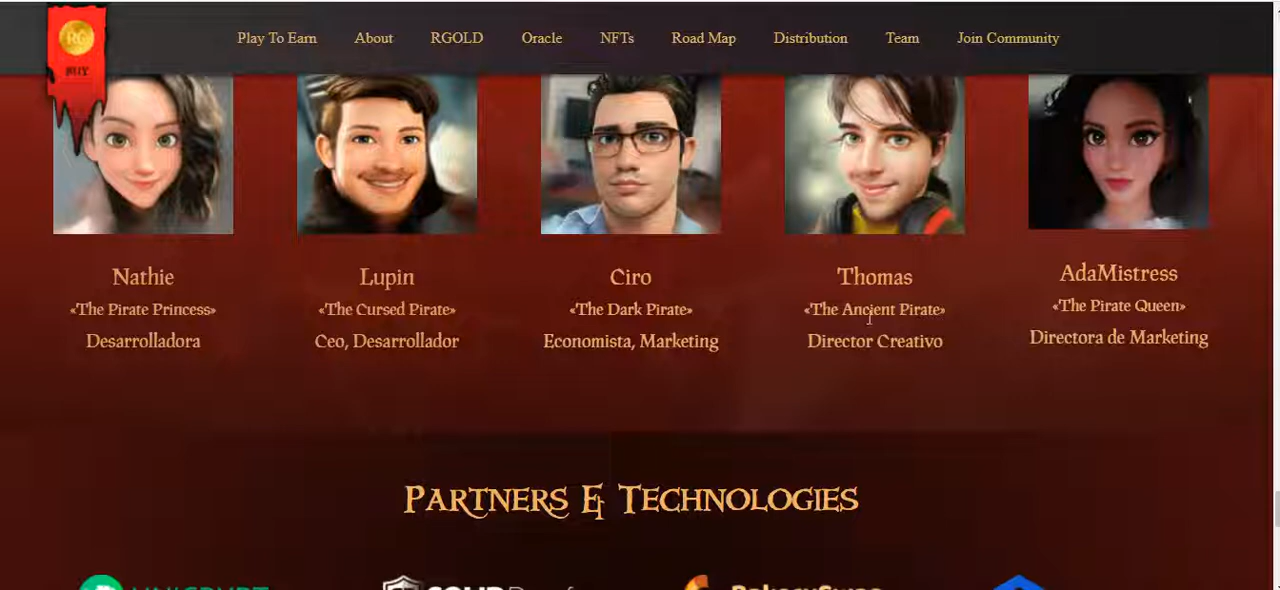 RG
BUY
Play To Earn About RGOLD Oracle NFTs Road Map Distribution Team Join Community
Nathie Lupin Ciro Thomas AdaMistress
«The Pirate Princess» «The Cursed Pirate» «The Dark Pirate» «The Ancient Pirate» «The Pirate Queen»
Desarrolladora Ceo, Desarrollador Economista, Marketing Director Creativo Directora de Marketing
Partners & Technologies